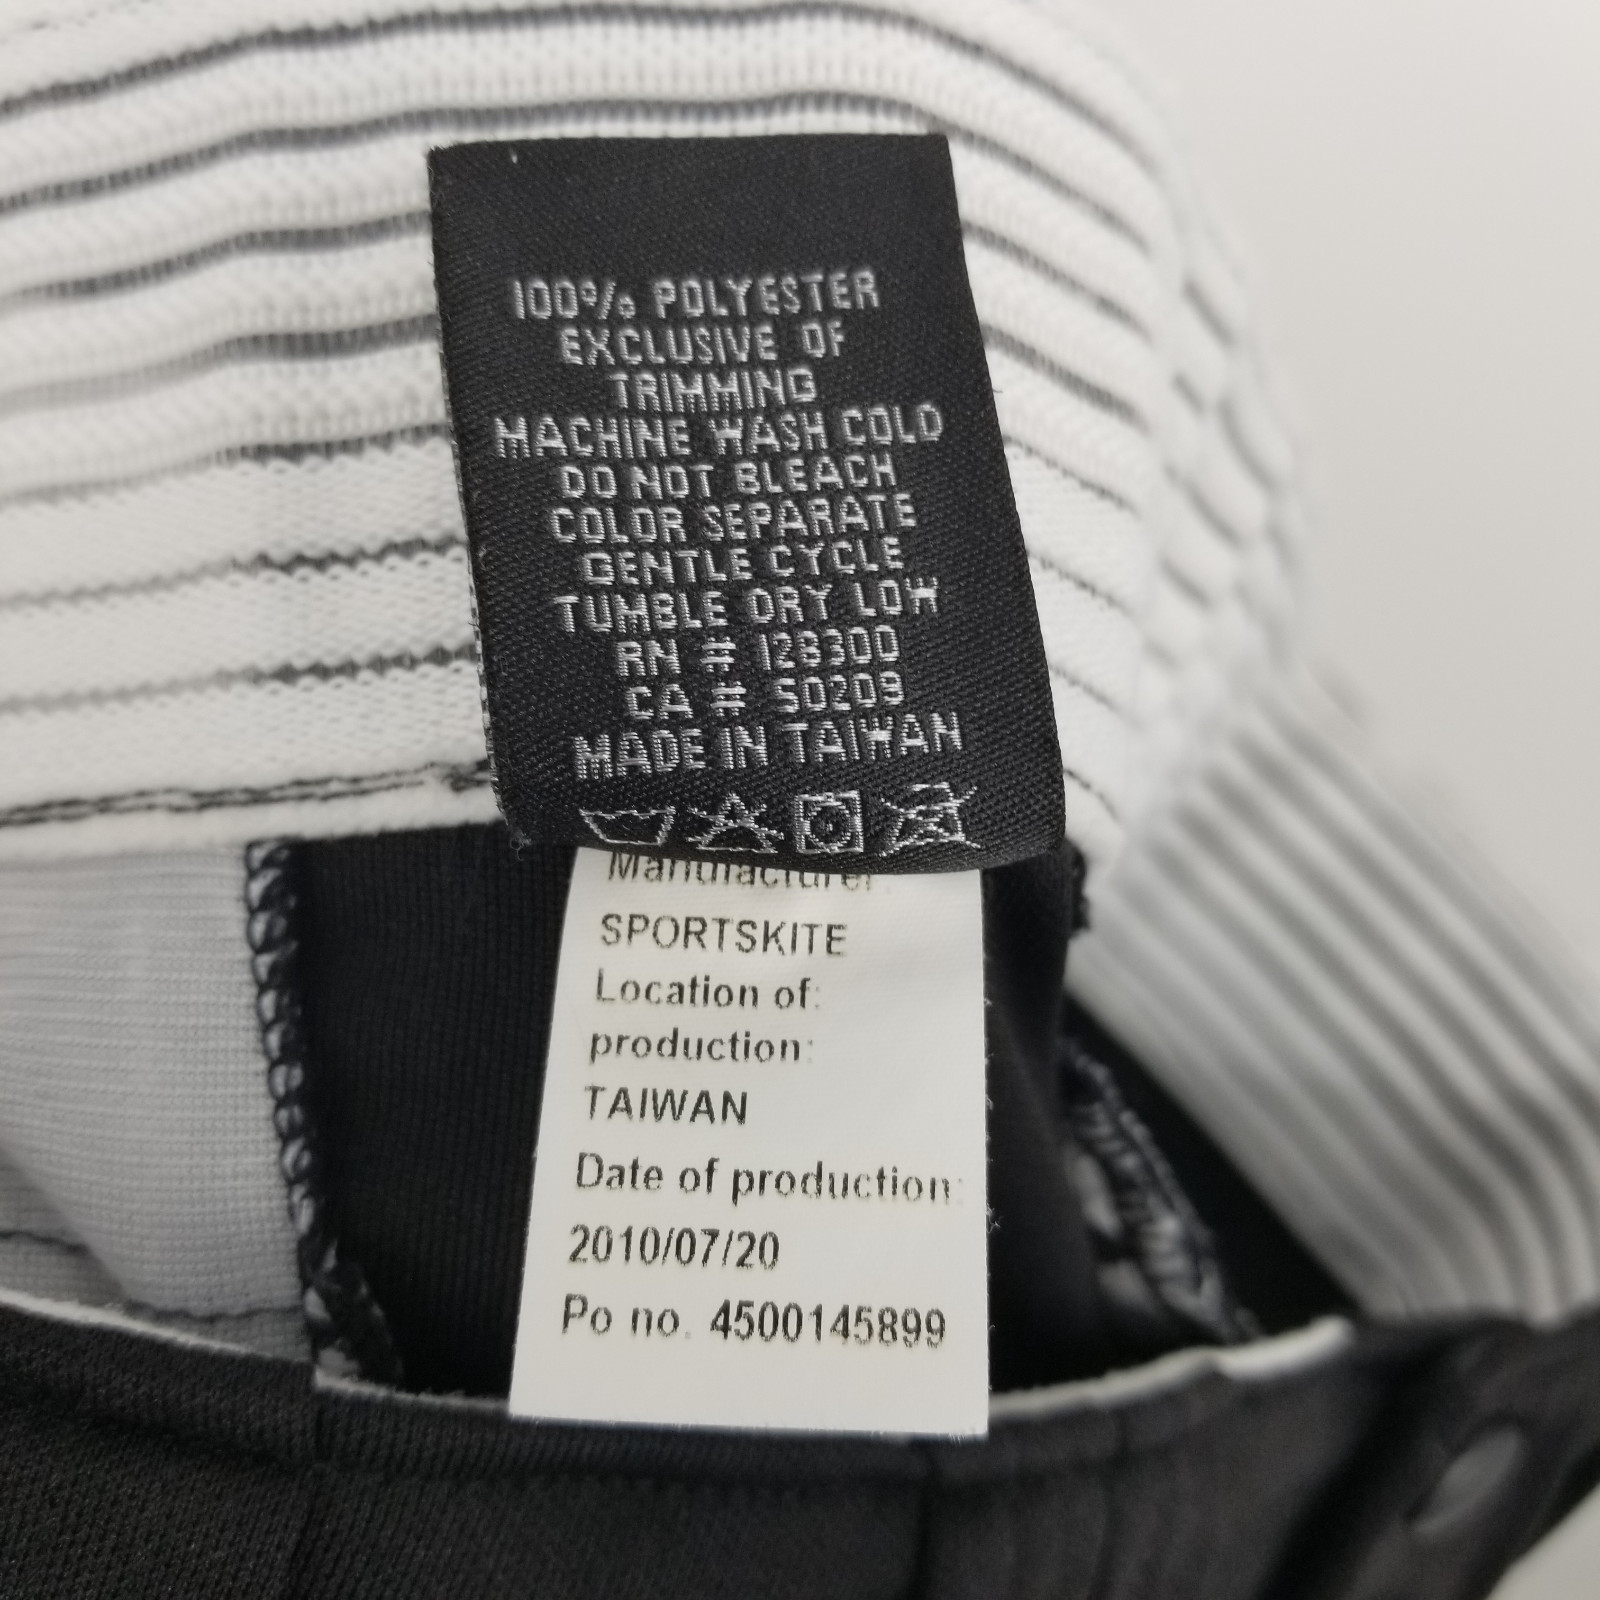 100% POLYESTER
EXCLUSIVE OF
TRIMMING
MACHINE WASH COLD
DO NOT BLEACH
COLOR SEPARATE
GENTLE CYCLE
TUMBLE DRY LOW
RN # 128300
CA # 50209
MADE IN TAIWAN
Manufacturer:
SPORTSKITE
Location of:
production:
TAIWAN
Date of production:
2010/07/20
Po no. 4500145899